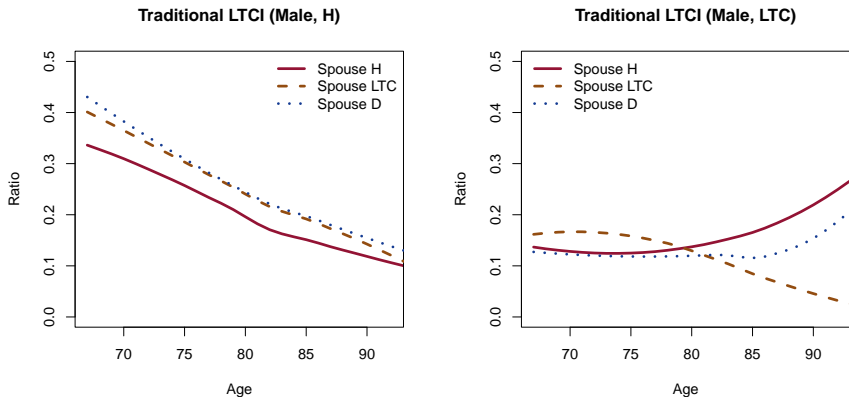 Traditional LTCI (Male, H)
Ratio
0.5
0.4
0.3
0.2
0.1
0.0
Spouse H
Spouse LTC
Spouse D
70 75 80 85 90
Age
Traditional LTCI (Male, LTC)
Ratio
0.5
0.4
0.3
0.2
0.1
0.0
Spouse H
Spouse LTC
Spouse D
70 75 80 85 90
Age